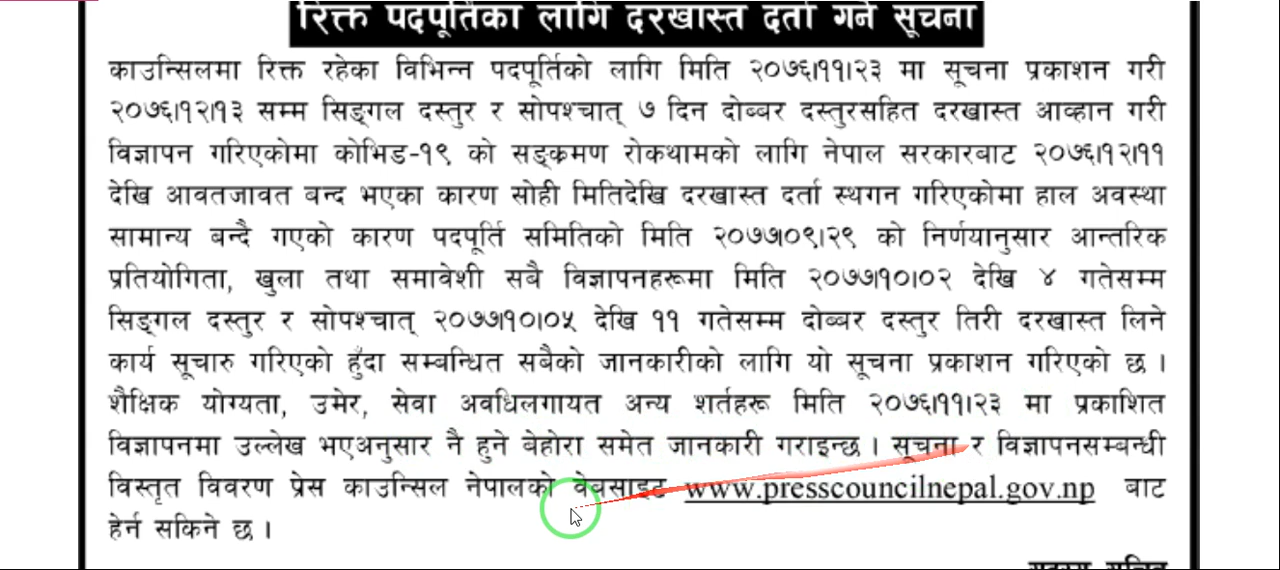 रिक्त पदपूर्तिका लागि दरखास्त दर्ता गर्ने सूचना
काउन्सिलमा रिक्त रहेका विभिन्न पदपूर्तिको लागि मिति २०७६।११।२३ मा सूचना प्रकाशन गरी
२०७६।१२।१३ सम्म सिङ्गल दस्तुर र सोपश्चात् ७ दिन दोब्बर दस्तुरसहित दरखास्त आव्हान गरी
विज्ञापन गरिएकोमा कोभिड-१९ को सङ्क्रमण रोकथामको लागि नेपाल सरकारबाट २०७६।१२।११
देखि आवतजावत बन्द भएका कारण सोही मितिदेखि दरखास्त दर्ता स्थगन गरिएकोमा हाल अवस्था
सामान्य बन्दै गएको कारण पदपूर्ति समितिको मिति २०७७।०९।२९ को निर्णयानुसार आन्तरिक
प्रतियोगिता, खुला तथा समावेशी सबै विज्ञापनहरूमा मिति २०७७।१०।०२ देखि ४ गतेसम्म
सिङ्गल दस्तुर र सोपश्चात् २०७७।१०।०५ देखि ११ गतेसम्म दोब्बर दस्तुर तिरी दरखास्त लिने
कार्य सूचारु गरिएको हुँदा सम्बन्धित सबैको जानकारीको लागि यो सूचना प्रकाशन गरिएको छ ।
शैक्षिक योग्यता, उमेर, सेवा अवधिलगायत अन्य शर्तहरू मिति २०७६।११।२३ मा प्रकाशित
विज्ञापनमा उल्लेख भएअनुसार नै हुने बेहोरा समेत जानकारी गराइन्छ । सूचना र विज्ञापनसम्बन्धी
विस्तृत विवरण प्रेस काउन्सिल नेपालको वेबसाइट www.presscouncilnepal.gov.np बाट
हेर्न सकिने छ ।